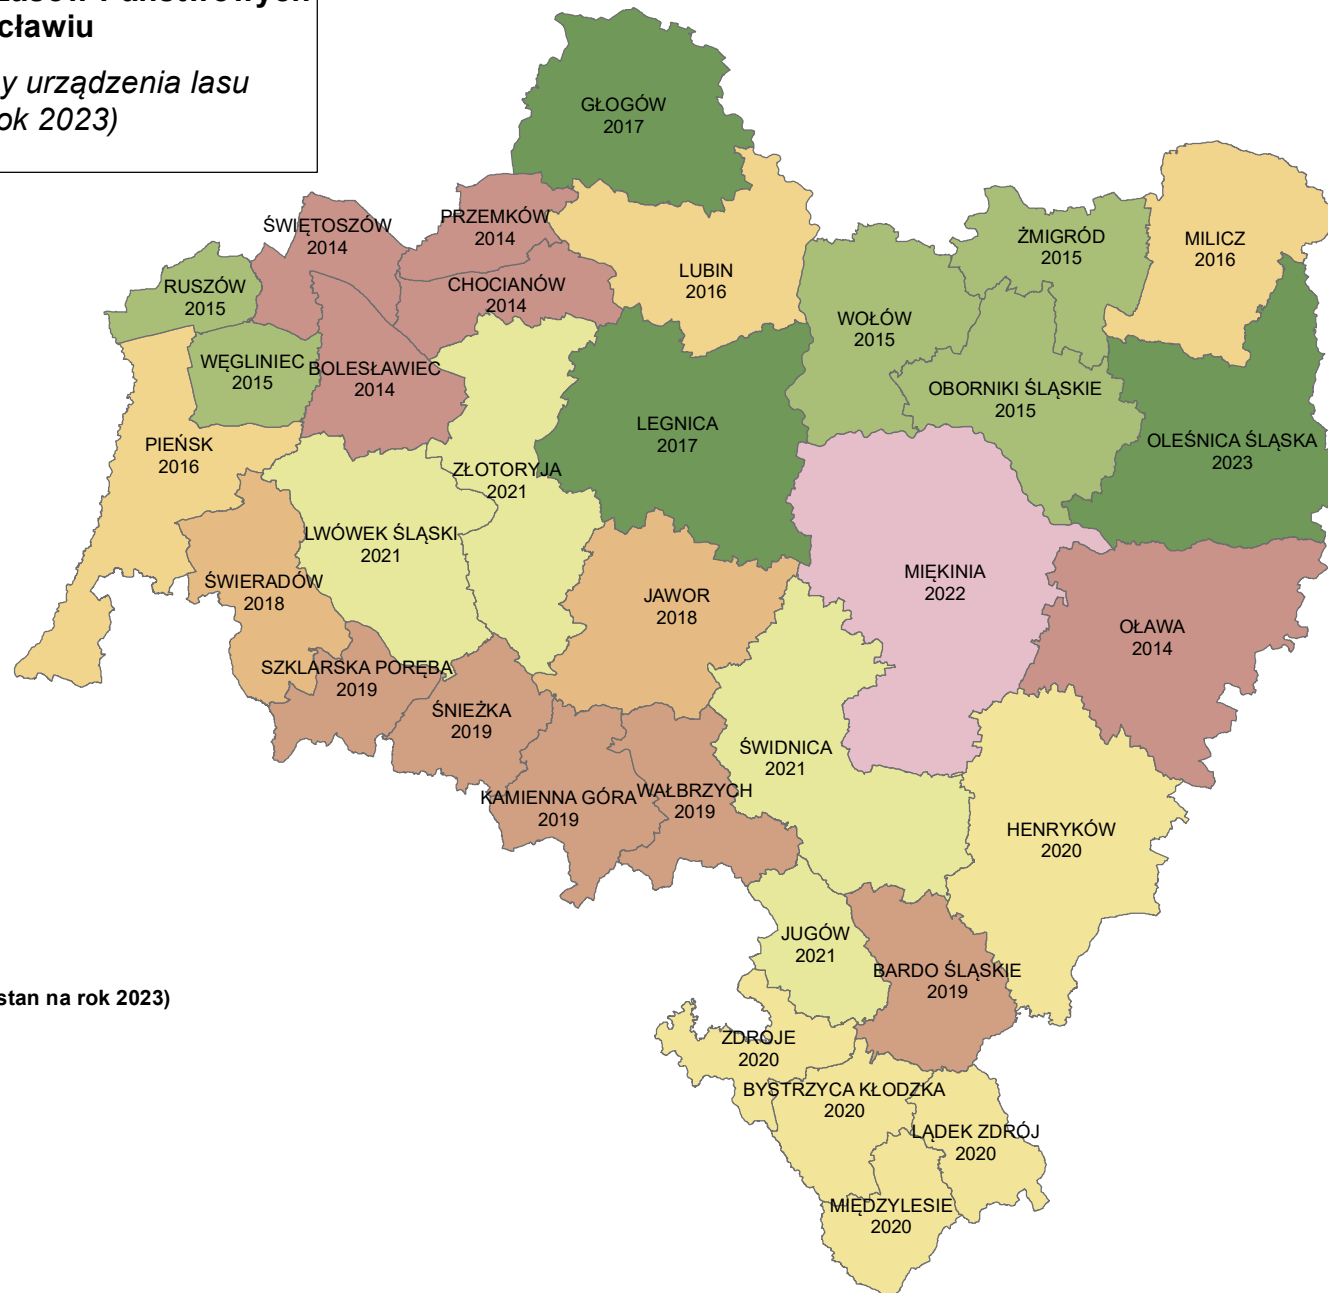 cławiu
y urządzenia lasu
ok 2023)
GŁOGÓW
2017
ŚWIĘTOSZÓW
2014
PRZEMKÓW
2014
ŻMIGRÓD
2015
MILICZ
2016
RUSZÓW
2015
CHOCIANÓW
2014
LUBIN
2016
WOŁÓW
2015
WĘGLINIEC
2015
BOLESŁAWIEC
2014
OBORNIKI ŚLĄSKIE
2015
PIEŃSK
2016
LEGNICA
2017
OLEŚNICA ŚLĄSKA
2023
ZŁOTORYJA
2021
LWÓWEK ŚLĄSKI
2021
ŚWIERADÓW
2018
JAWOR
2018
MIĘKINIA
2022
OŁAWA
2014
SZKLARSKA PORĘBA
2019
ŚNIEŻKA
2019
ŚWIDNICA
2021
KAMIENNA GÓRA
2019
WAŁBRZYCH
2019
HENRYKÓW
2020
JUGÓW
2021
BARDO ŚLĄSKIE
2019
stan na rok 2023)
ZDROJE
2020
BYSTRZYCA KŁODZKA
2020
LĄDEK ZDRÓJ
2020
MIĘDZYLESIE
2020